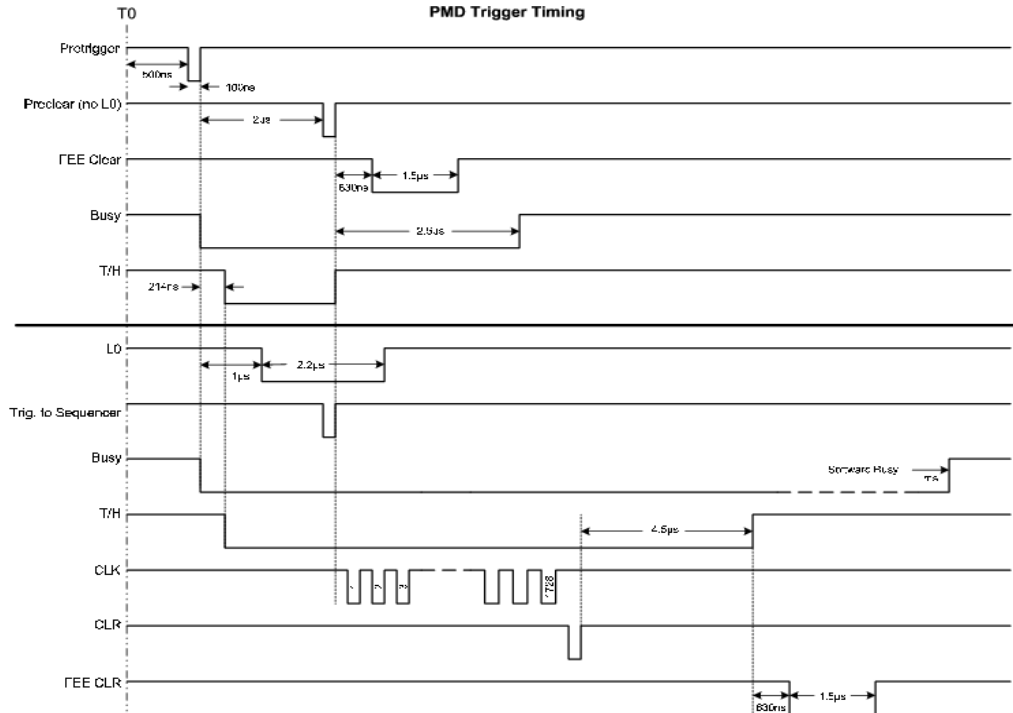 T0
PMD Trigger Timing
Pretrigger
500ns
100ns
Preclear (no L0)
2us
FEE Clear
630ns
1.5µs
Busy
2.5us
T/H
214ns
L0
1µs
2.2µs
Trig. to Sequencer
Busy
Software Busy
T/H
4.5µs
CLK
1
2
3
1728
CLR
FEE CLR
630ns
1.5µs